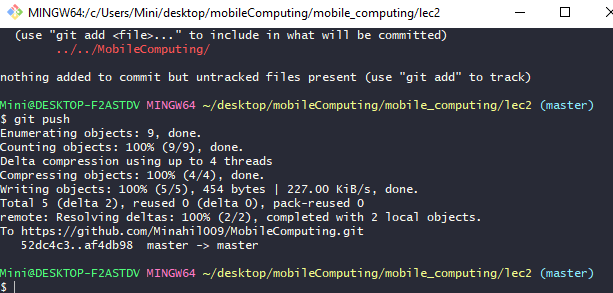 MINGW64:/c/Users/Mini/desktop/mobileComputing/mobile_computing/lec2
(use "git add <file>..." to include in what will be committed)
../../MobileComputing/
nothing added to commit but untracked files present (use "git add" to track)
Mini@DESKTOP-F2ASTDV MINGW64 ~/desktop/mobileComputing/mobile_computing/lec2 (master)
$ git push
Enumerating objects: 9, done.
Counting objects: 100% (9/9), done.
Delta compression using up to 4 threads
Compressing objects: 100% (4/4), done.
Writing objects: 100% (5/5), 454 bytes | 227.00 KiB/s, done.
Total 5 (delta 2), reused 0 (delta 0), pack-reused 0
remote: Resolving deltas: 100% (2/2), completed with 2 local objects.
To https://github.com/Minahil009/MobileComputing.git
52dc4c3..af4db98  master -> master
Mini@DESKTOP-F2ASTDV MINGW64 ~/desktop/mobileComputing/mobile_computing/lec2 (master)
$